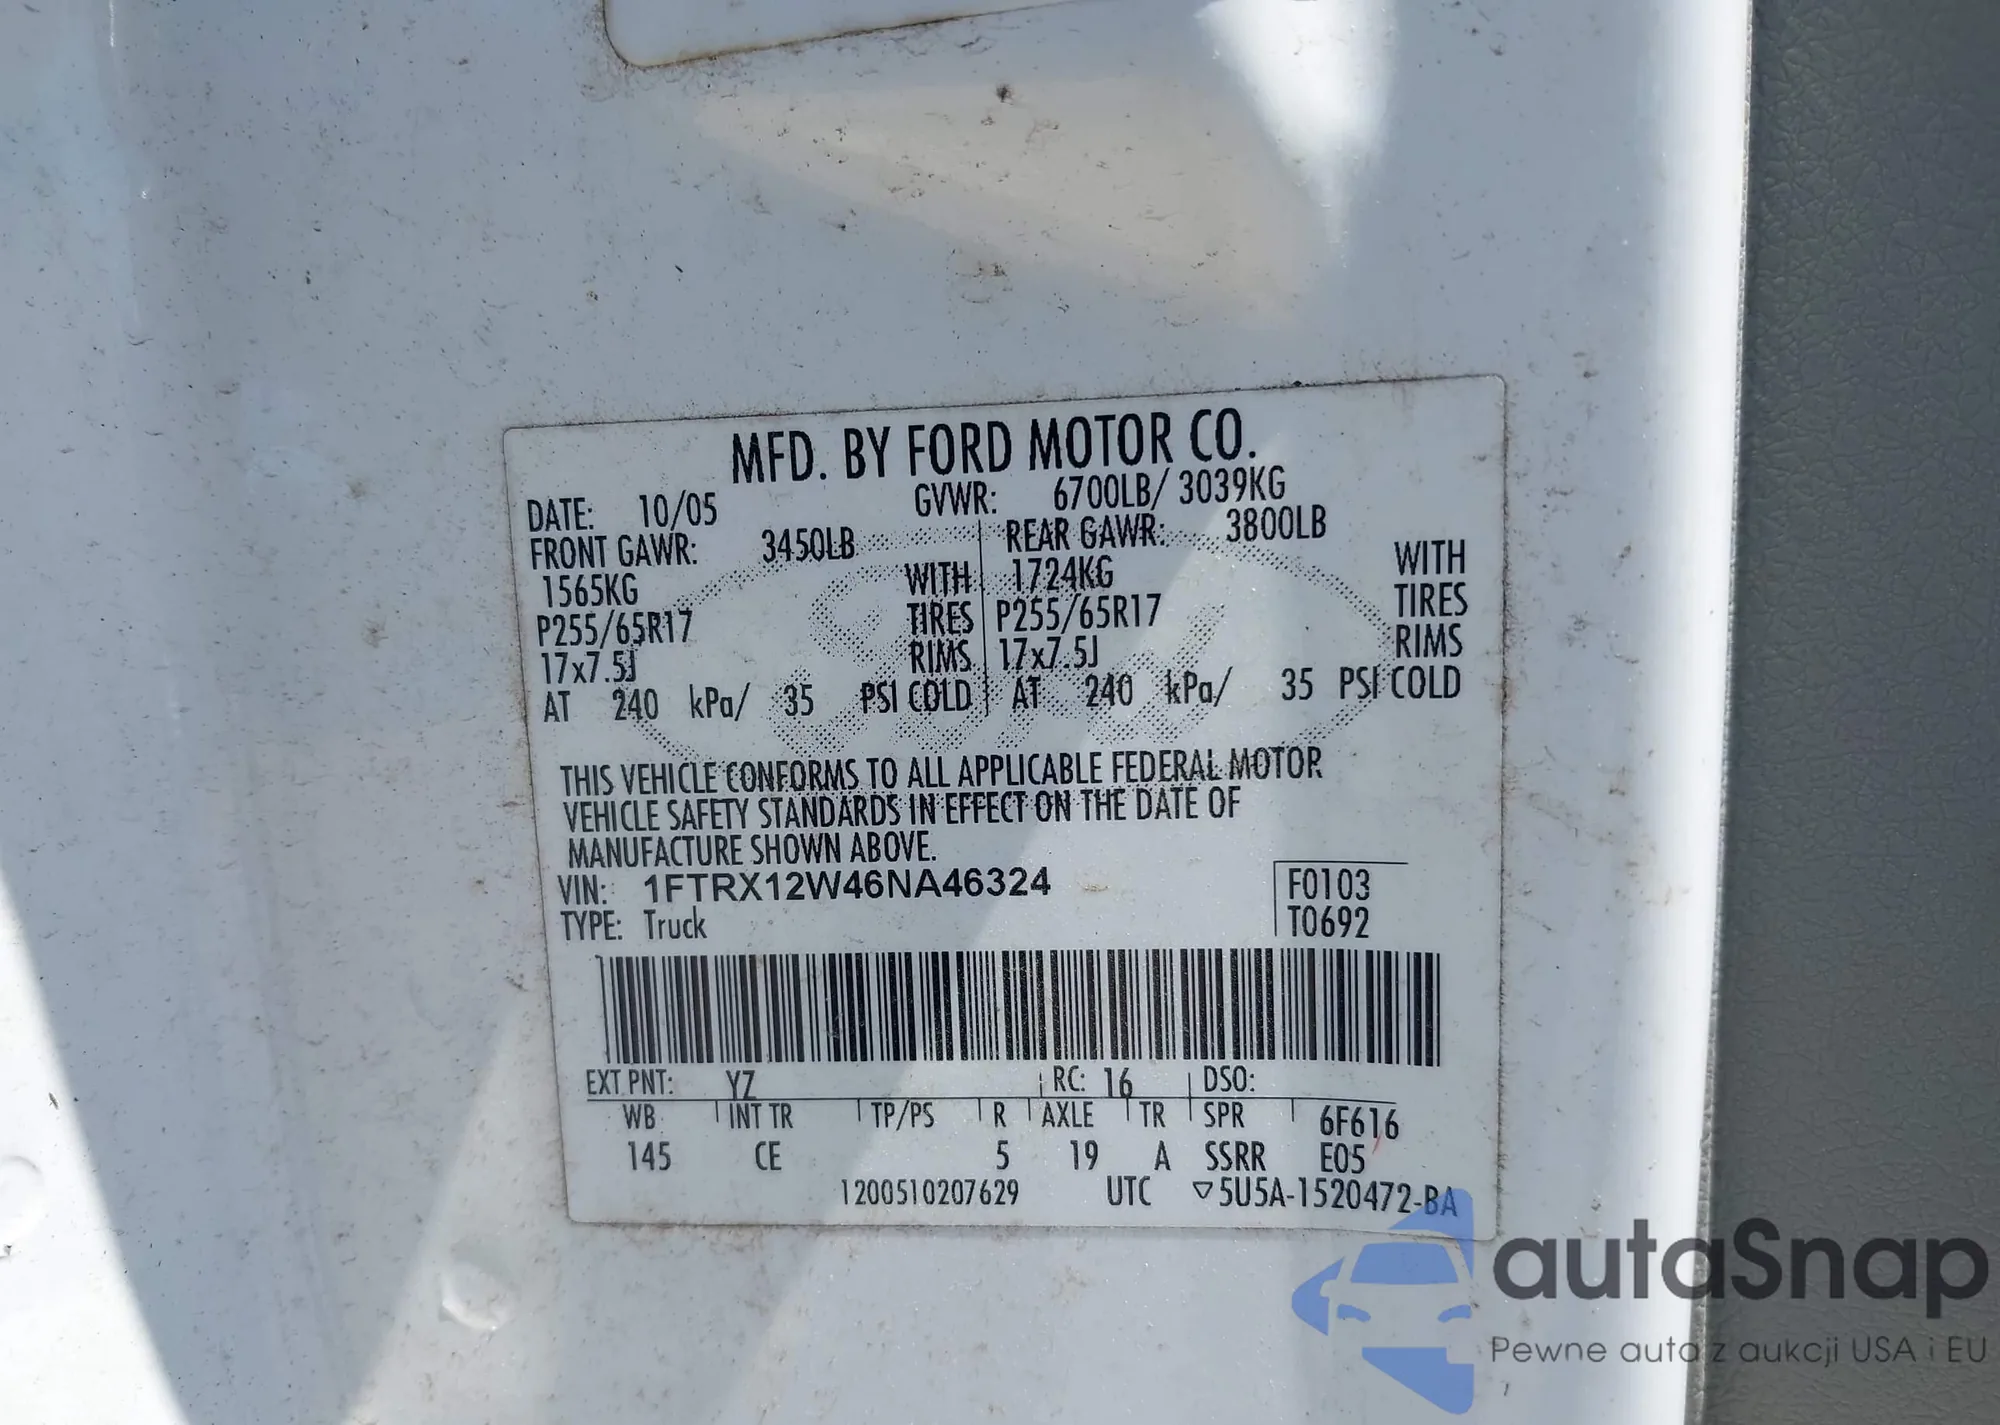 MFD. BY FORD MOTOR CO.
DATE: 10/05 GVWR: 6700LB/ 3039KG
FRONT GAWR: 3450LB REAR GAWR: 3800LB
1565KG WITH 1724KG WITH
P255/65R17 TIRES P255/65R17 TIRES
17x7.5J RIMS 17x7.5J RIMS
AT 240 kPa/ 35 PSI COLD AT 240 kPa/ 35 PSI COLD
THIS VEHICLE CONFORMS TO ALL APPLICABLE FEDERAL MOTOR
VEHICLE SAFETY STANDARDS IN EFFECT ON THE DATE OF
MANUFACTURE SHOWN ABOVE.
VIN: 1FTRX12W46NA46324 F0103
TYPE: Truck T0692
EXT PNT: YZ RC: 16 DSO:
WB INT TR TP/PS R AXLE TR SPR 6F616
145 CE 5 19 A SSRR E05
1200510207629 UTC ▽5U5A-1520472-BA
autaSnap
Pewne auta z aukcji USA i EU